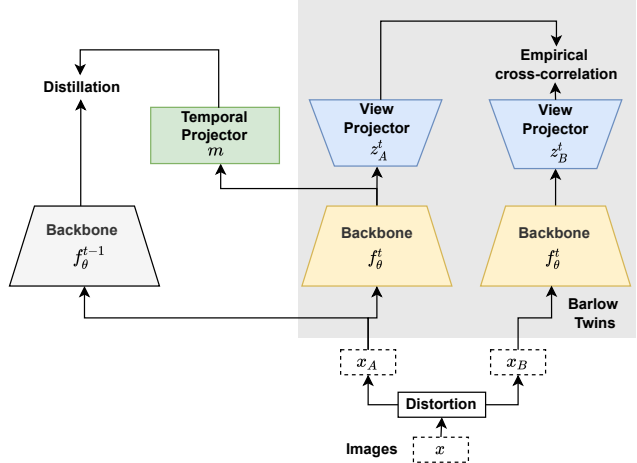 Distillation
Temporal
Projector
m
View
Projector
z_A^t
Empirical
cross-correlation
View
Projector
z_B^t
Backbone
f_θ^{t−1}
Backbone
f_θ^t
Backbone
f_θ^t
Barlow
Twins
x_A
x_B
Distortion
Images
x